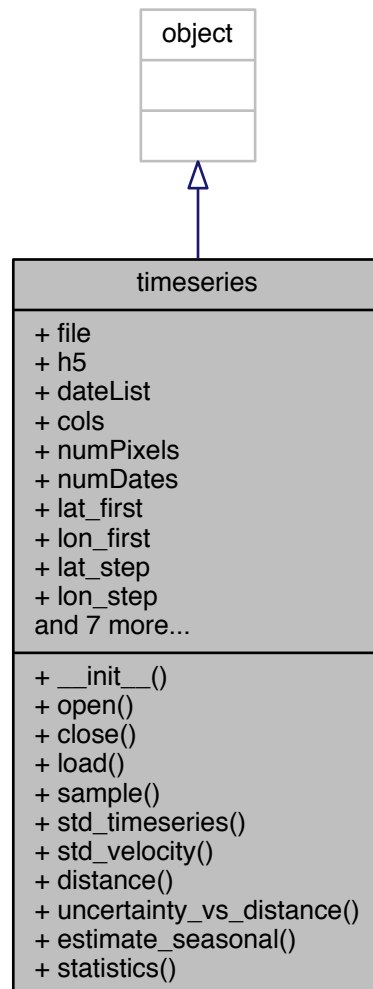 object
timeseries
+ file
+ h5
+ dateList
+ cols
+ numPixels
+ numDates
+ lat_first
+ lon_first
+ lat_step
+ lon_step
and 7 more...
+ __init__()
+ open()
+ close()
+ load()
+ sample()
+ std_timeseries()
+ std_velocity()
+ distance()
+ uncertainty_vs_distance()
+ estimate_seasonal()
+ statistics()